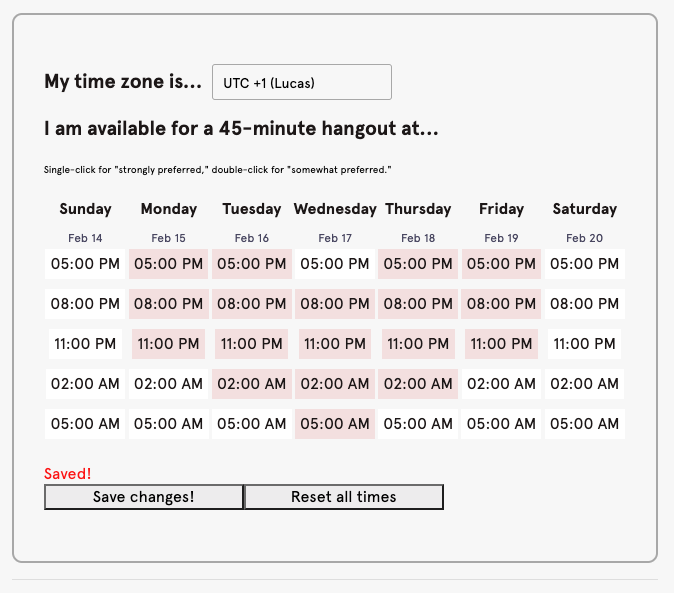 My time zone is... UTC +1 (Lucas)
I am available for a 45-minute hangout at...
Single-click for "strongly preferred," double-click for "somewhat preferred."
Sunday Monday Tuesday Wednesday Thursday Friday Saturday
Feb 14 Feb 15 Feb 16 Feb 17 Feb 18 Feb 19 Feb 20
05:00 PM 05:00 PM 05:00 PM 05:00 PM 05:00 PM 05:00 PM 05:00 PM
08:00 PM 08:00 PM 08:00 PM 08:00 PM 08:00 PM 08:00 PM 08:00 PM
11:00 PM 11:00 PM 11:00 PM 11:00 PM 11:00 PM 11:00 PM 11:00 PM
02:00 AM 02:00 AM 02:00 AM 02:00 AM 02:00 AM 02:00 AM 02:00 AM
05:00 AM 05:00 AM 05:00 AM 05:00 AM 05:00 AM 05:00 AM 05:00 AM
Saved!
Save changes! Reset all times